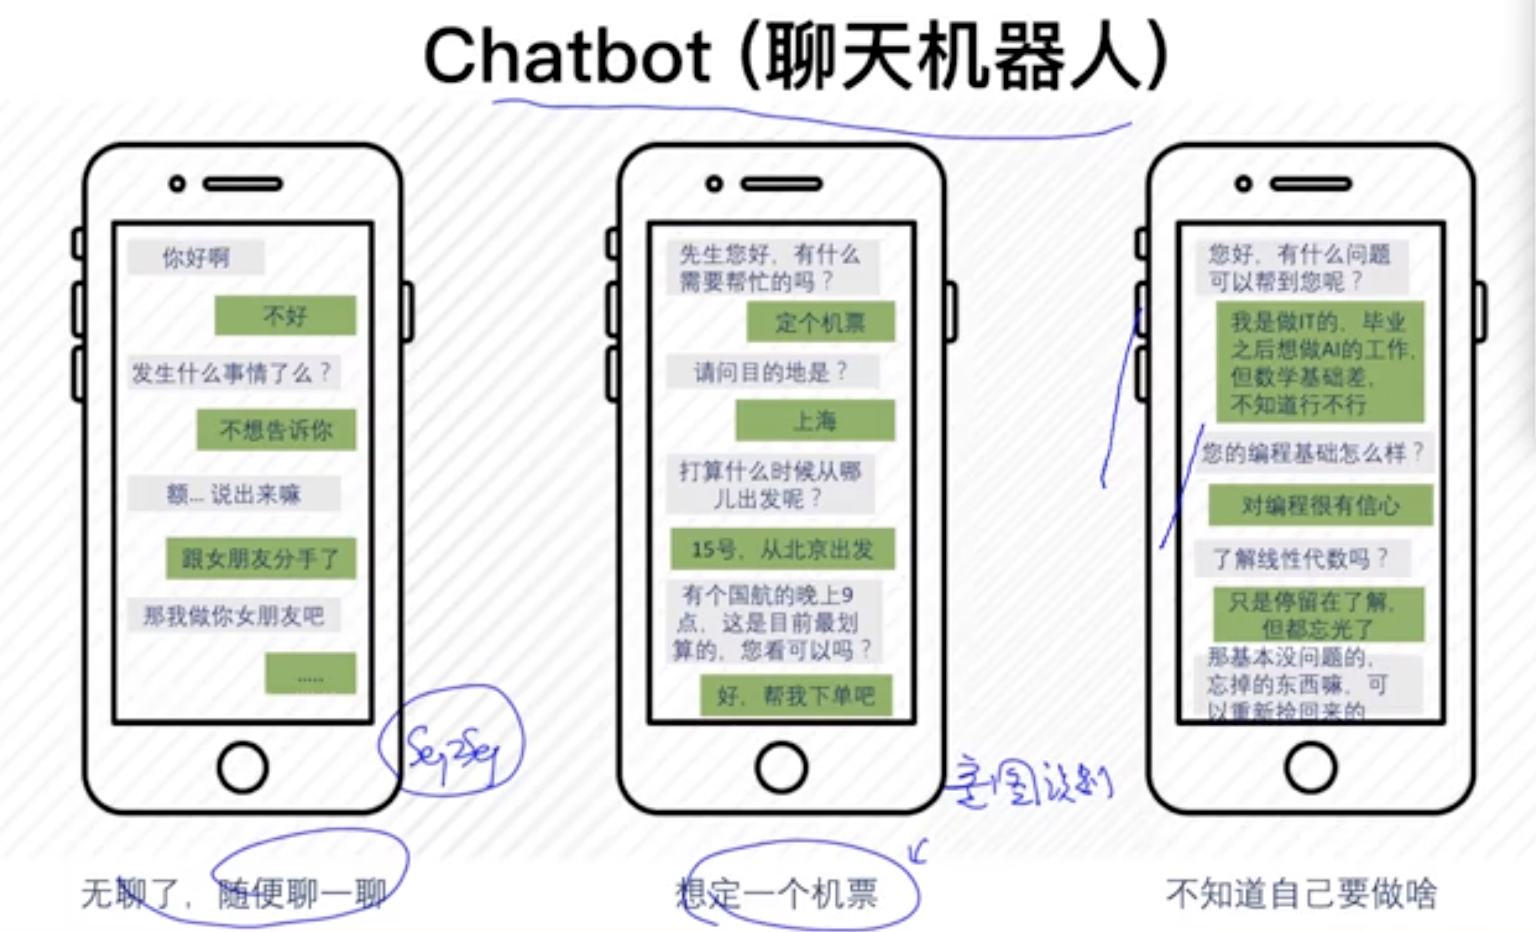 Chatbot (聊天机器人)
你好啊
不好
发生什么事情了么？
不想告诉你
额... 说出来嘛
跟女朋友分手了
那我做你女朋友吧
.....
Seq2Seq
无聊了，随便聊一聊
先生您好，有什么
需要帮忙的吗？
定个机票
请问目的地是？
上海
打算什么时候从哪
儿出发呢？
15号，从北京出发
有个国航的晚上9
点，这是目前最划
算的，您看可以吗？
好，帮我下单吧
意图识别
想定一个机票
您好，有什么问题
可以帮到您呢？
我是做IT的，毕业
之后想做AI的工作，
但数学基础差，
不知道行不行
您的编程基础怎么样？
对编程很有信心
了解线性代数吗？
只是停留在了解，
但都忘光了
那基本没问题的，
忘掉的东西嘛，可
以重新捡回来的
不知道自己要做啥